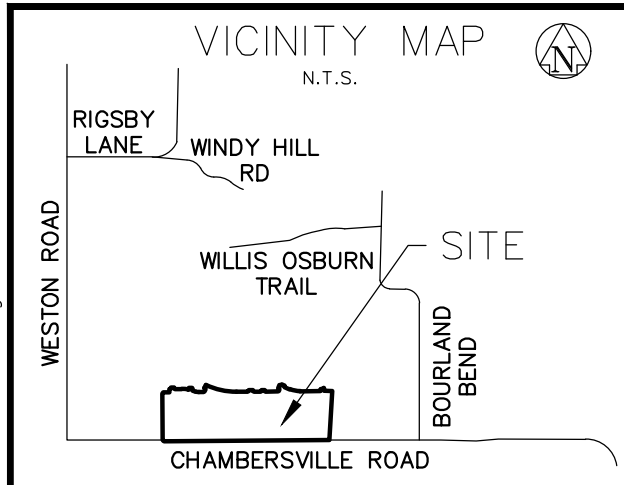 VICINITY MAP
N.T.S.
N
RIGSBY
LANE
WINDY HILL
RD
WESTON ROAD
WILLIS OSBURN
TRAIL
SITE
BOURLAND
BEND
CHAMBERSVILLE ROAD